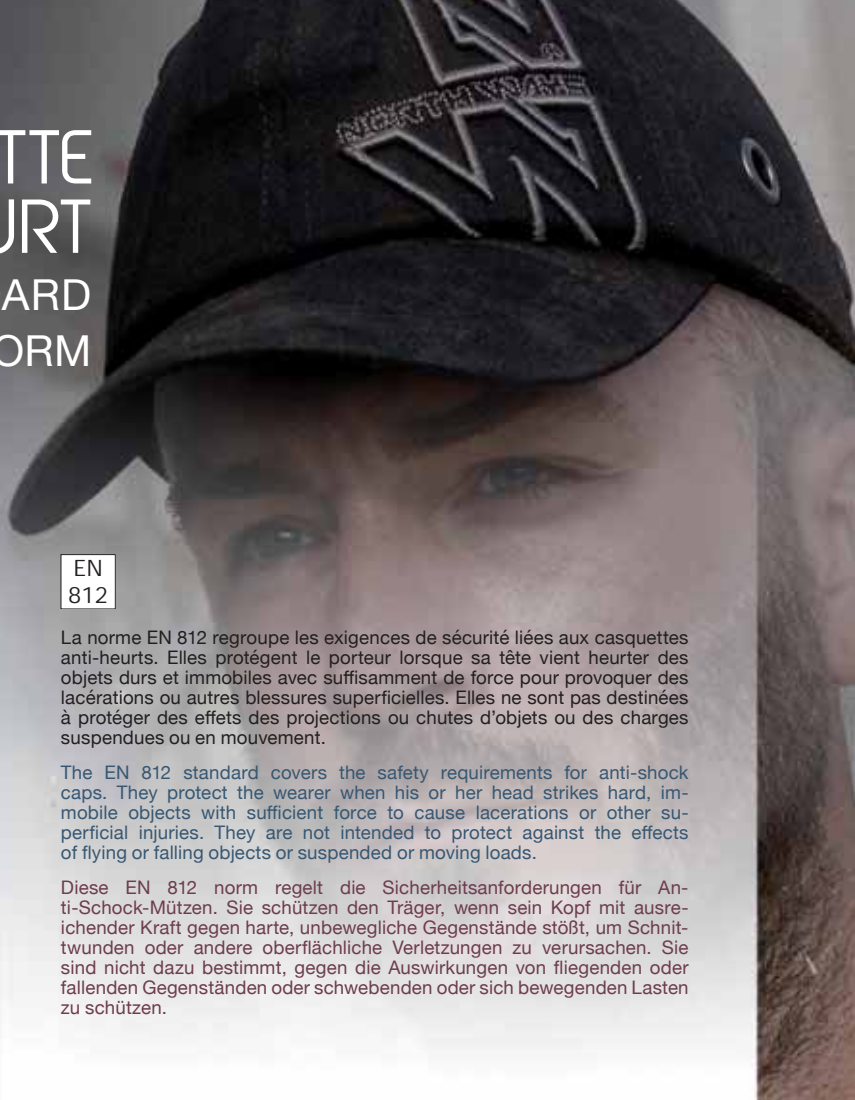 TTE
URT
ARD
ORM
NORTH WAYS
EN
812
La norme EN 812 regroupe les exigences de sécurité liées aux casquettes
anti-heurts. Elles protégent le porteur lorsque sa tête vient heurter des
objets durs et immobiles avec suffisamment de force pour provoquer des
lacérations ou autres blessures superficielles. Elles ne sont pas destinées
à protéger des effets des projections ou chutes d’objets ou des charges
suspendues ou en mouvement.
The EN 812 standard covers the safety requirements for anti-shock
caps. They protect the wearer when his or her head strikes hard, im-
mobile objects with sufficient force to cause lacerations or other su-
perficial injuries. They are not intended to protect against the effects
of flying or falling objects or suspended or moving loads.
Diese EN 812 norm regelt die Sicherheitsanforderungen für An-
ti-Schock-Mützen. Sie schützen den Träger, wenn sein Kopf mit ausre-
ichender Kraft gegen harte, unbewegliche Gegenstände stößt, um Schnit-
twunden oder andere oberflächliche Verletzungen zu verursachen. Sie
sind nicht dazu bestimmt, gegen die Auswirkungen von fliegenden oder
fallenden Gegenständen oder schwebenden oder sich bewegenden Lasten
zu schützen.